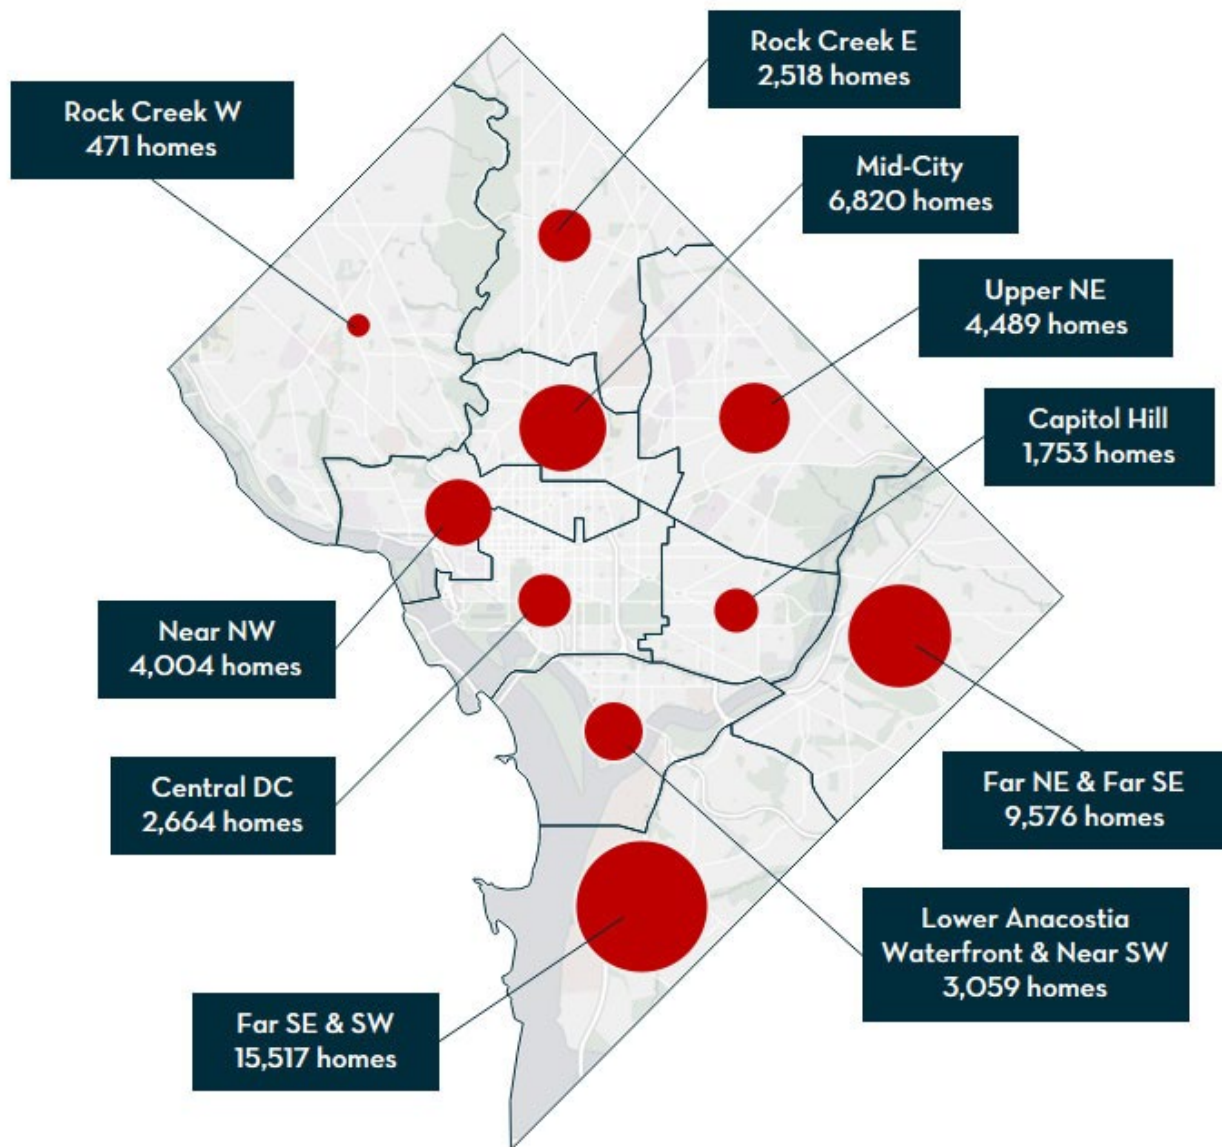 Rock Creek E
2,518 homes
Rock Creek W
471 homes
Mid-City
6,820 homes
Upper NE
4,489 homes
Capitol Hill
1,753 homes
Near NW
4,004 homes
Central DC
2,664 homes
Far NE & Far SE
9,576 homes
Lower Anacostia
Waterfront & Near SW
3,059 homes
Far SE & SW
15,517 homes